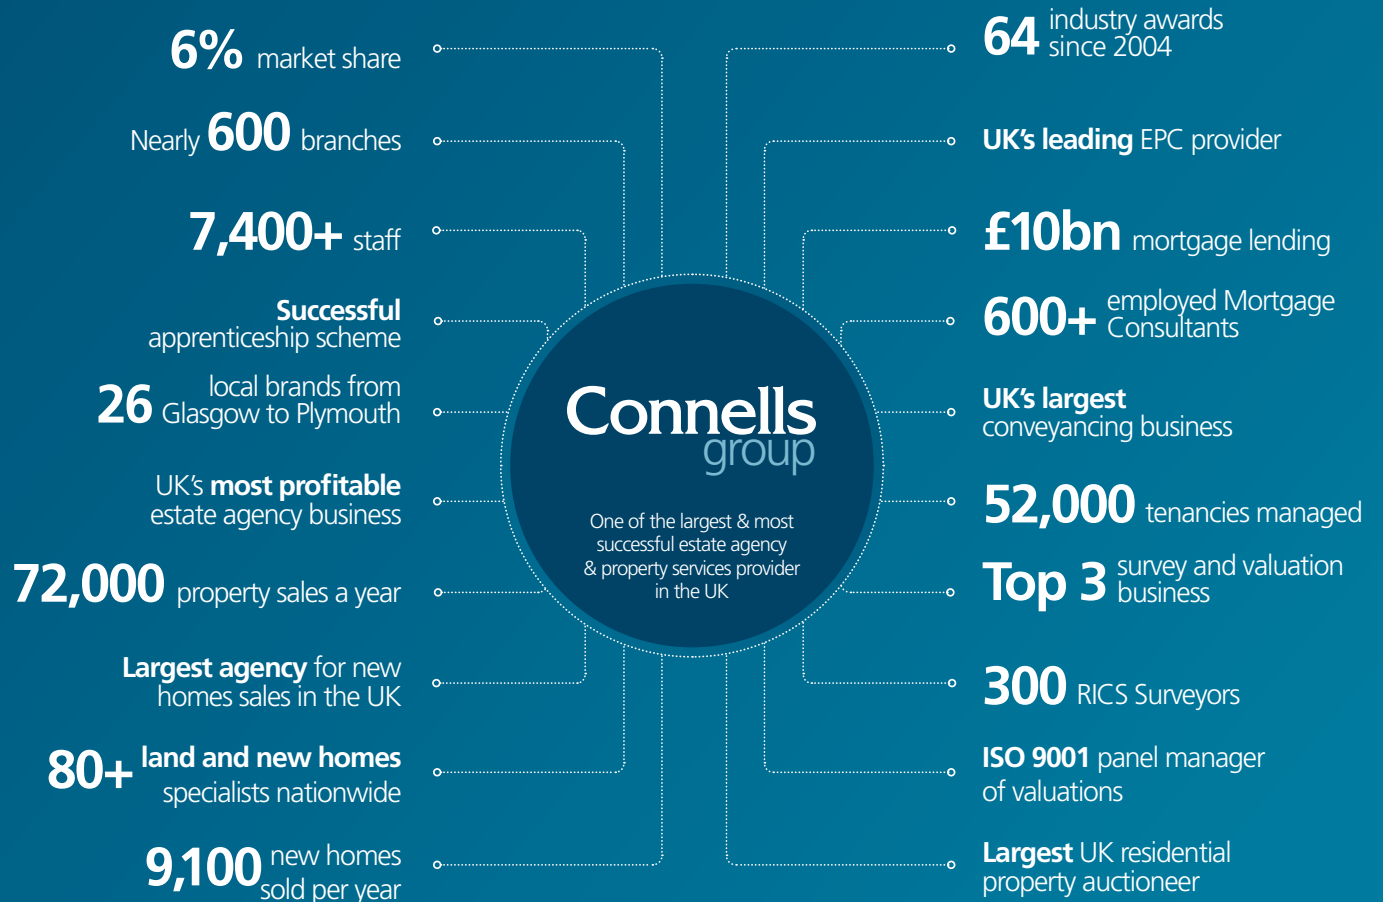 6% market share
Nearly 600 branches
7,400+ staff
Successful
apprenticeship scheme
26 local brands from
Glasgow to Plymouth
UK’s most profitable
estate agency business
72,000 property sales a year
Largest agency for new
homes sales in the UK
80+ land and new homes
specialists nationwide
9,100 new homes
sold per year
Connells
group
One of the largest & most
successful estate agency
& property services provider
in the UK
64 industry awards
since 2004
UK’s leading EPC provider
£10bn mortgage lending
600+ employed Mortgage
Consultants
UK’s largest
conveyancing business
52,000 tenancies managed
Top 3 survey and valuation
business
300 RICS Surveyors
ISO 9001 panel manager
of valuations
Largest UK residential
property auctioneer